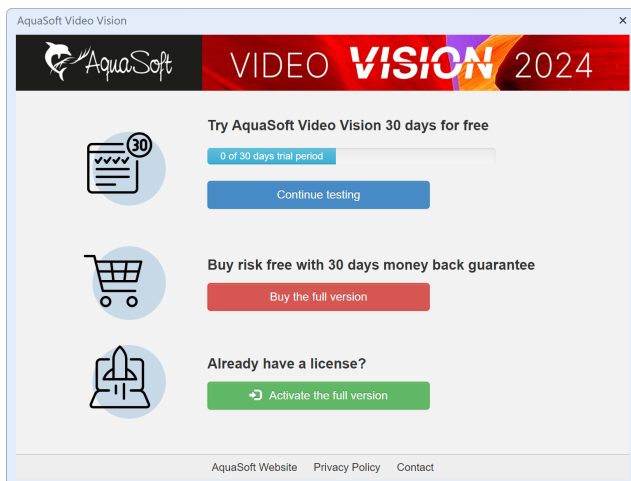 AquaSoft Video Vision
AquaSoft VIDEO VISION 2024
30
Try AquaSoft Video Vision 30 days for free
0 of 30 days trial period
Continue testing
Buy risk free with 30 days money back guarantee
Buy the full version
Already have a license?
Activate the full version
AquaSoft Website Privacy Policy Contact